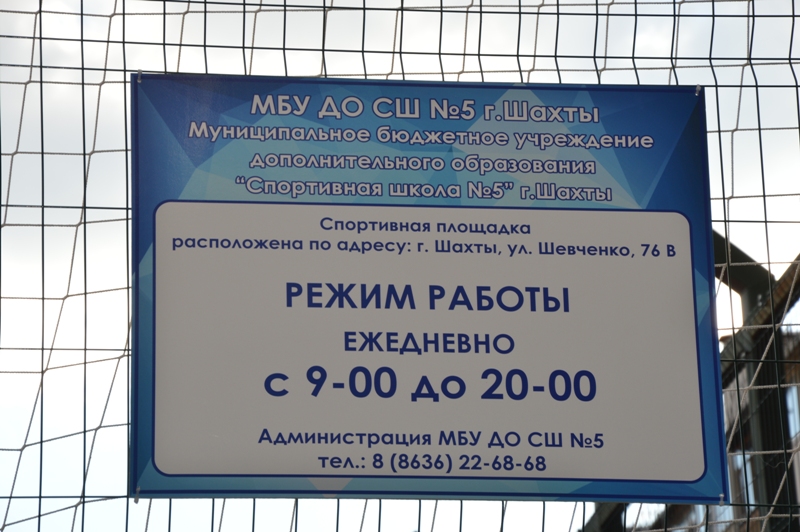 МБУ ДО СШ №5 г.Шахты
Муниципальное бюджетное учреждение
дополнительного образования
“Спортивная школа №5” г.Шахты
Спортивная площадка
расположена по адресу: г. Шахты, ул. Шевченко, 76 В
РЕЖИМ РАБОТЫ
ЕЖЕДНЕВНО
с 9-00 до 20-00
Администрация МБУ ДО СШ №5
тел.: 8 (8636) 22-68-68